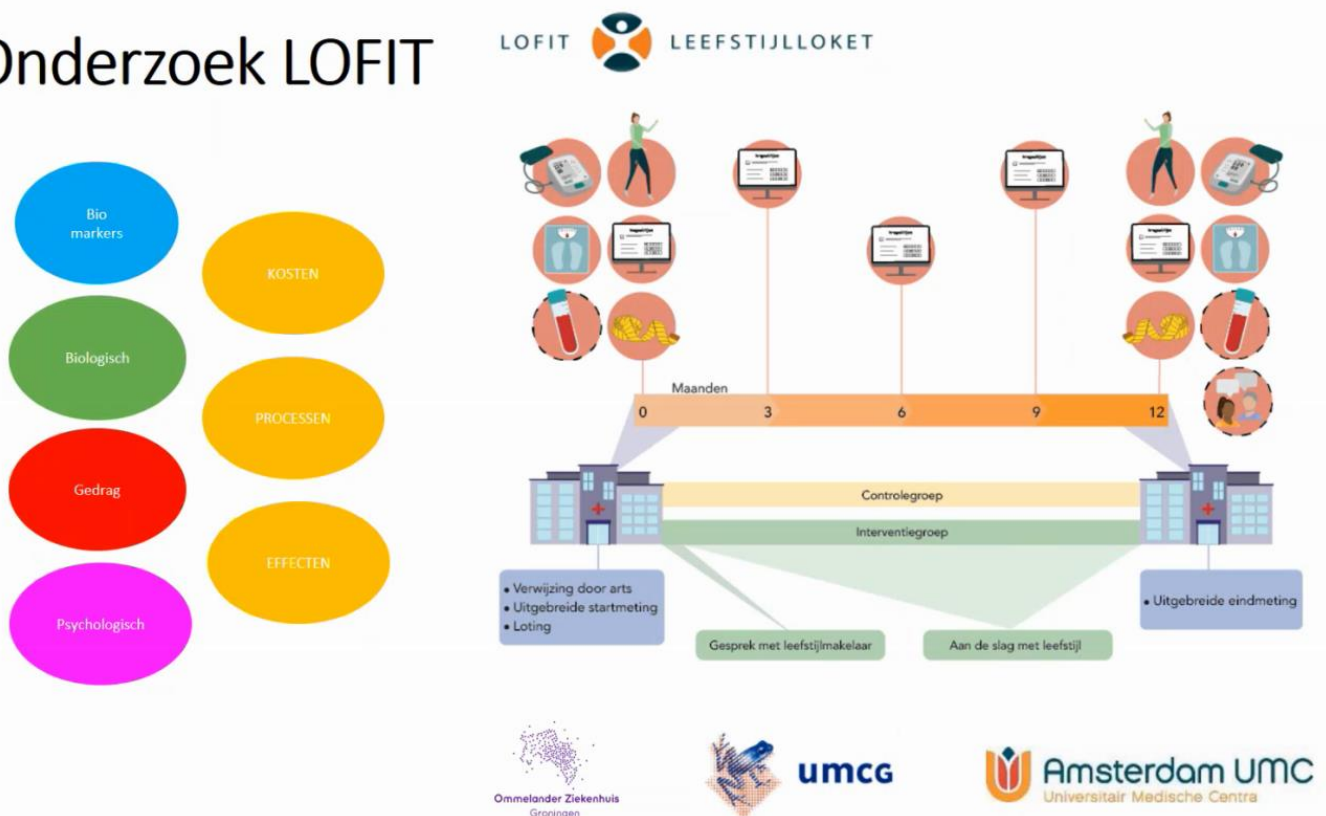 Onderzoek LOFIT
LOFIT LEEFSTIJLLOKET
Bio
markers
Biologisch
Gedrag
Psychologisch
KOSTEN
PROCESSEN
EFFECTEN
Maanden
0 3 6 9 12
Controlegroep
Interventiegroep
• Verwijzing door arts
• Uitgebreide startmeting
• Loting
Gesprek met leefstijlmakelaar
Aan de slag met leefstijl
• Uitgebreide eindmeting
Ommelander Ziekenhuis
Groningen
umcg
Amsterdam UMC
Universitair Medische Centra